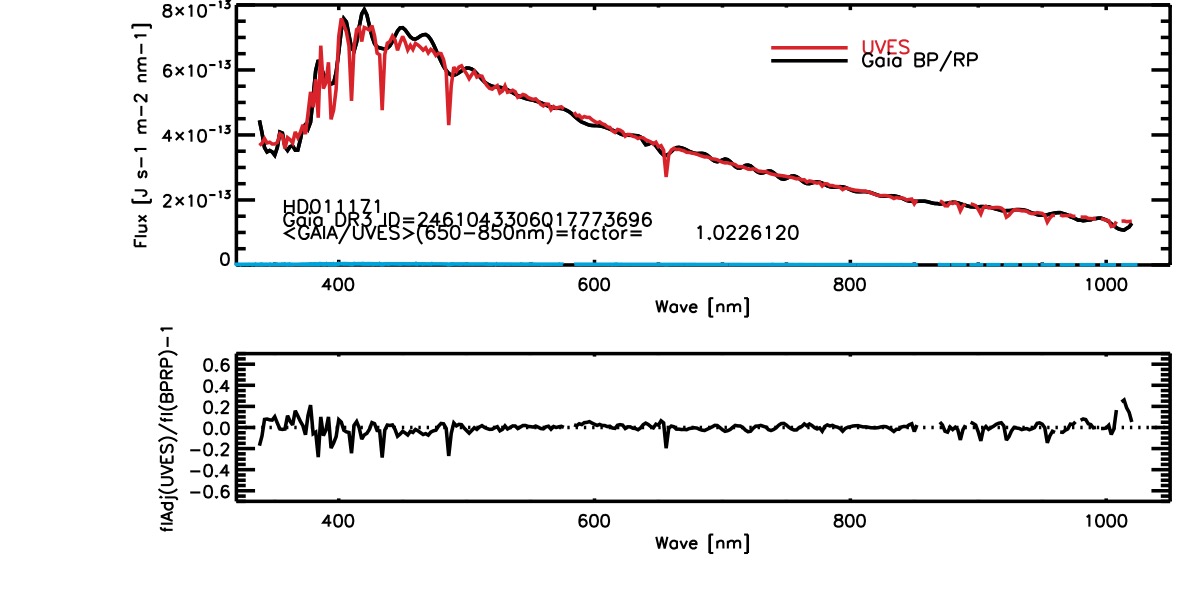 8×10−13
6×10−13
4×10−13
2×10−13
0
Flux [J s−1 m−2 nm−1]
UVES
Gaia BP/RP
HD011171
Gaia DR3 ID=2461043306017773696
<GAIA/UVES>(650−850nm)=factor= 1.0226120
400 600 800 1000
Wave [nm]
flAdj(UVES)/fl(BPRP)−1
0.6
0.4
0.2
0.0
−0.2
−0.4
−0.6
400 600 800 1000
Wave [nm]